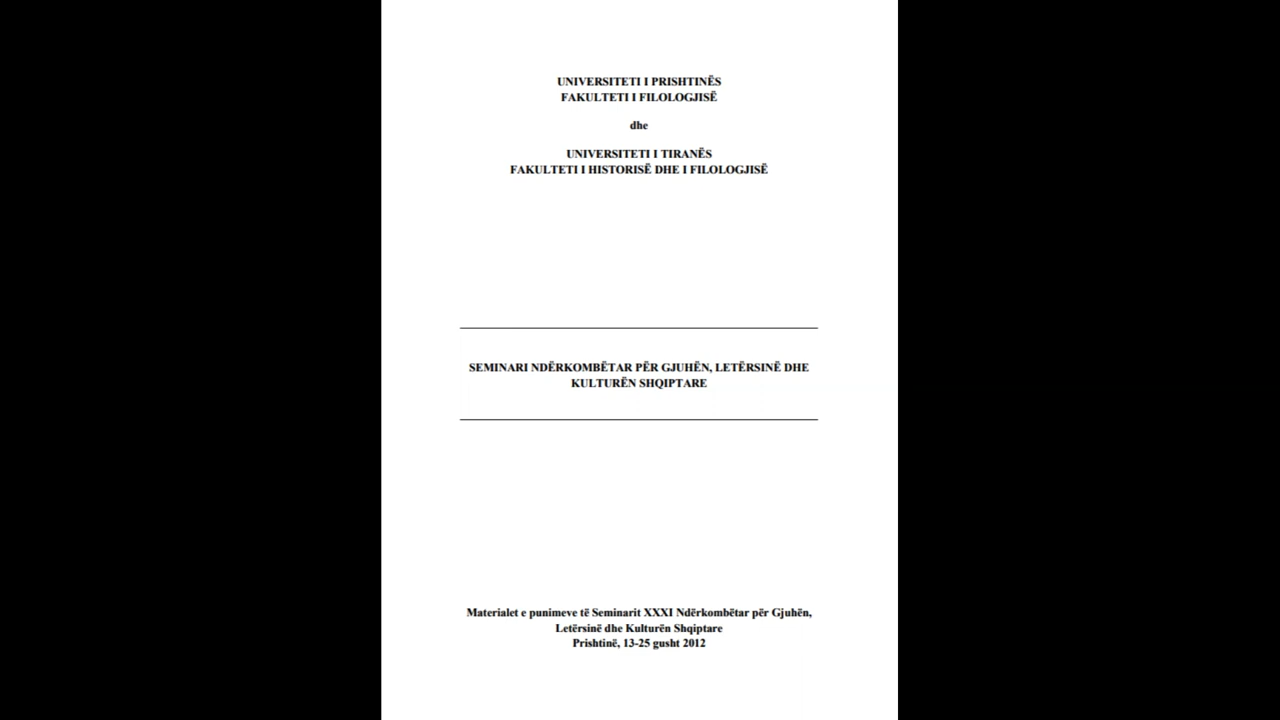 UNIVERSITETI I PRISHTINËS
FAKULTETI I FILOLOGJISË
dhe
UNIVERSITETI I TIRANËS
FAKULTETI I HISTORISË DHE I FILOLOGJISË
SEMINARI NDËRKOMBËTAR PËR GJUHËN, LETËRSINË DHE
KULTURËN SHQIPTARE
Materialet e punimeve të Seminarit XXXI Ndërkombëtar për Gjuhën,
Letërsinë dhe Kulturën Shqiptare
Prishtinë, 13-25 gusht 2012